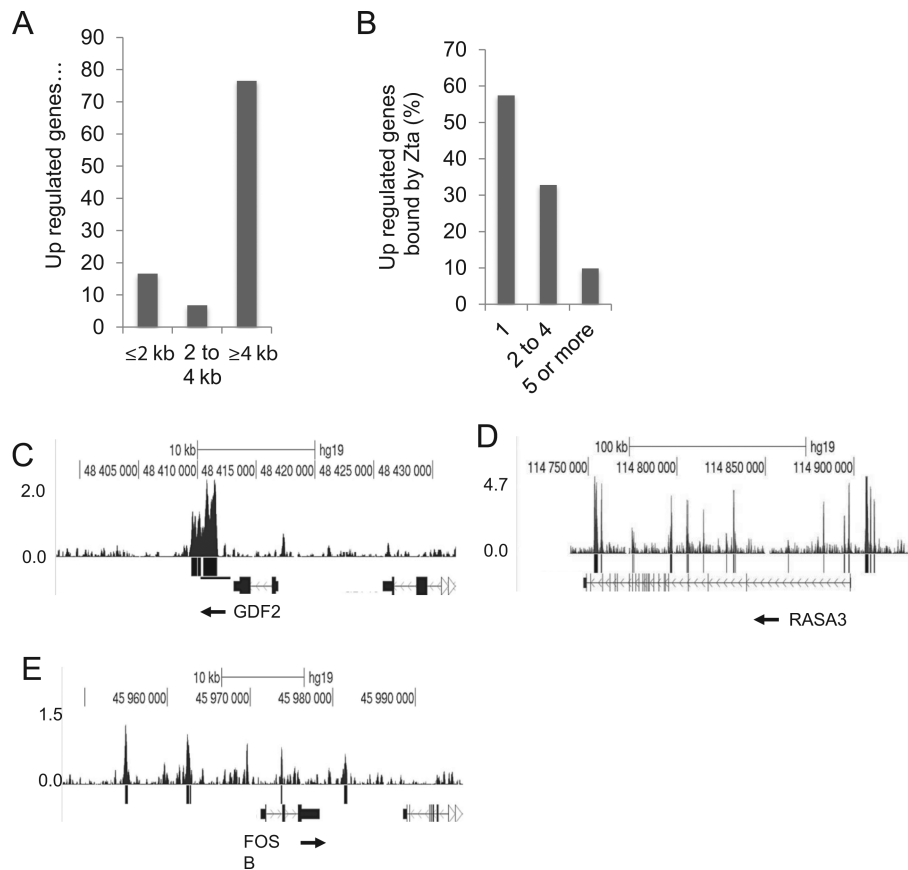 A
Up regulated genes…
90
80
70
60
50
40
30
20
10
0
≤2 kb
2 to
4 kb
≥4 kb
B
Up regulated genes
bound by Zta (%)
70
60
50
40
30
20
10
0
1
2 to 4
5 or more
C
10 kb hg19
48 405 000 48 410 000 48 415 000 48 420 000 48 425 000 48 430 000
2.0
0.0
GDF2
D
100 kb hg19
114 750 000 114 800 000 114 850 000 114 900 000
4.7
0.0
RASA3
E
10 kb hg19
45 960 000 45 970 000 45 980 000 45 990 000
1.5
0.0
FOS
B